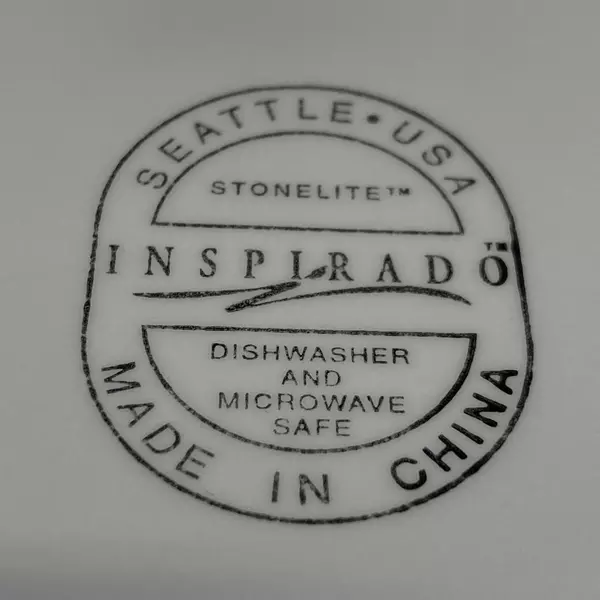 SEATTLE • USA
STONELITE™
INSPIRADO™
DISHWASHER
AND
MICROWAVE
SAFE
MADE IN CHINA